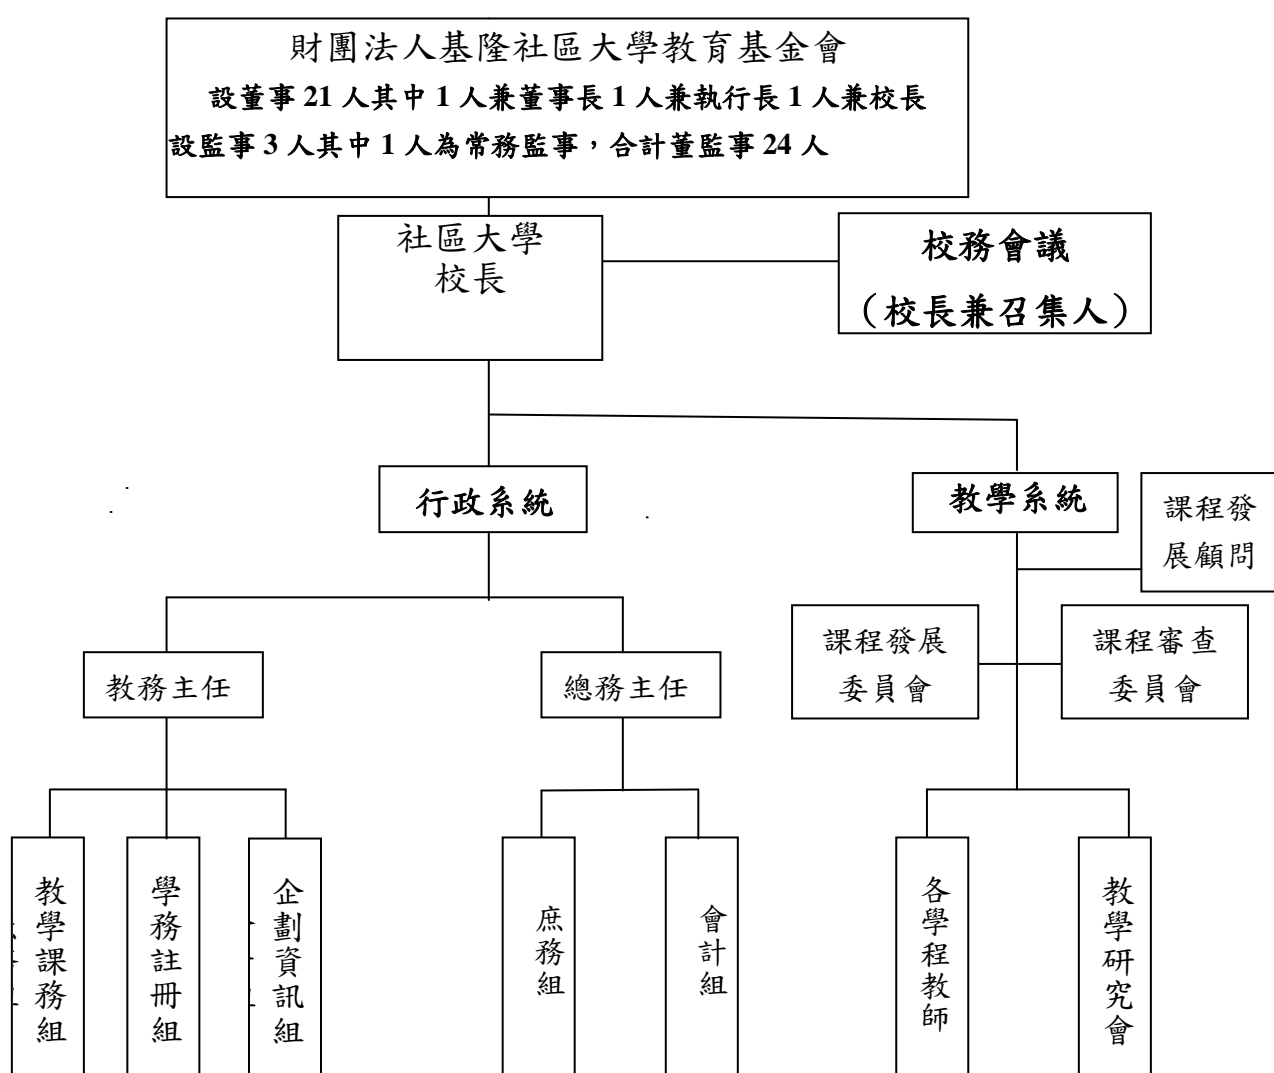 財團法人基隆社區大學教育基金會
設董事 21 人其中 1 人兼董事長 1 人兼執行長 1 人兼校長
設監事 3 人其中 1 人為常務監事，合計董監事 24 人
社區大學
校長
校務會議
（校長兼召集人）
行政系統
教學系統
課程發
展顧問
課程發展
委員會
課程審查
委員會
教務主任
總務主任
教學課務組
學務註冊組
企劃資訊組
庶務組
會計組
各學程教師
教學研究會